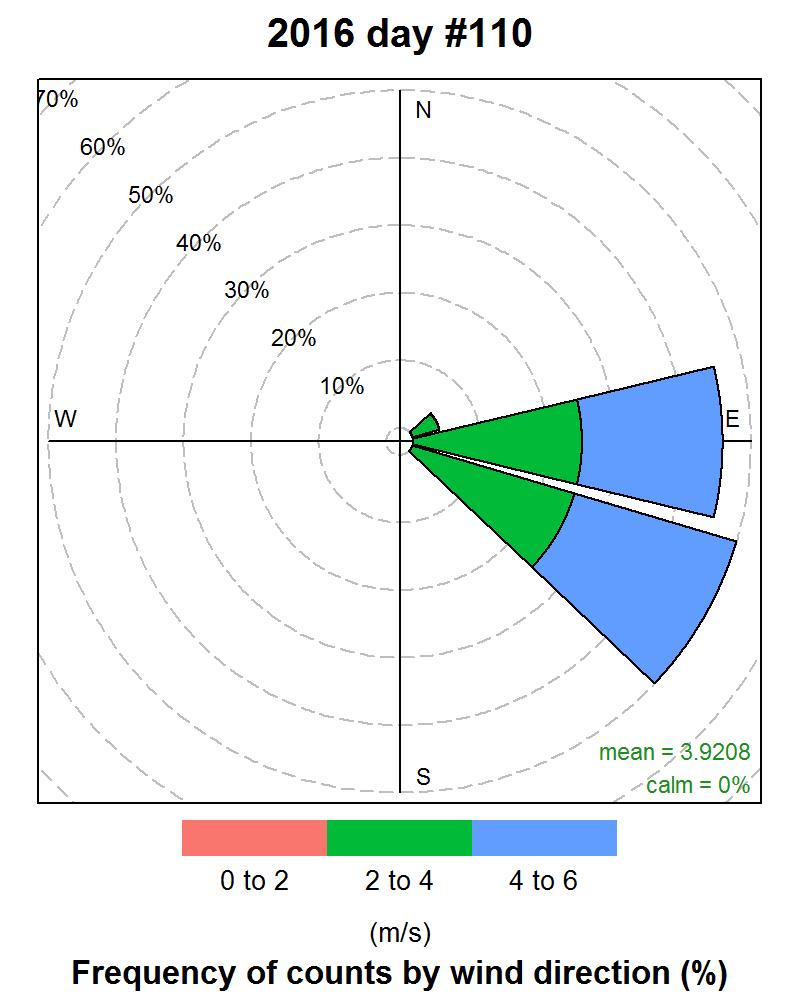 2016 day #110
70%
N
60%
50%
40%
30%
20%
10%
W
E
mean = 3.9208
S
calm = 0%
0 to 2 2 to 4 4 to 6
(m/s)
Frequency of counts by wind direction (%)